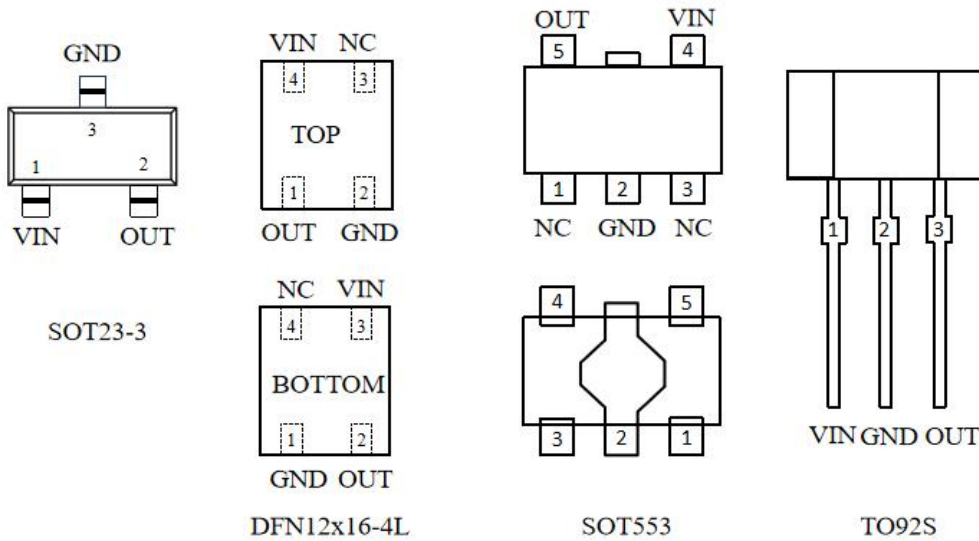 GND
3
1 2
VIN OUT
SOT23-3
VIN NC
4 3
TOP
1 2
OUT GND
NC VIN
4 3
BOTTOM
1 2
GND OUT
DFN12x16-4L
OUT VIN
5 4
1 2 3
NC GND NC
4 5
3 2 1
SOT553
1 2 3
VIN GND OUT
TO92S